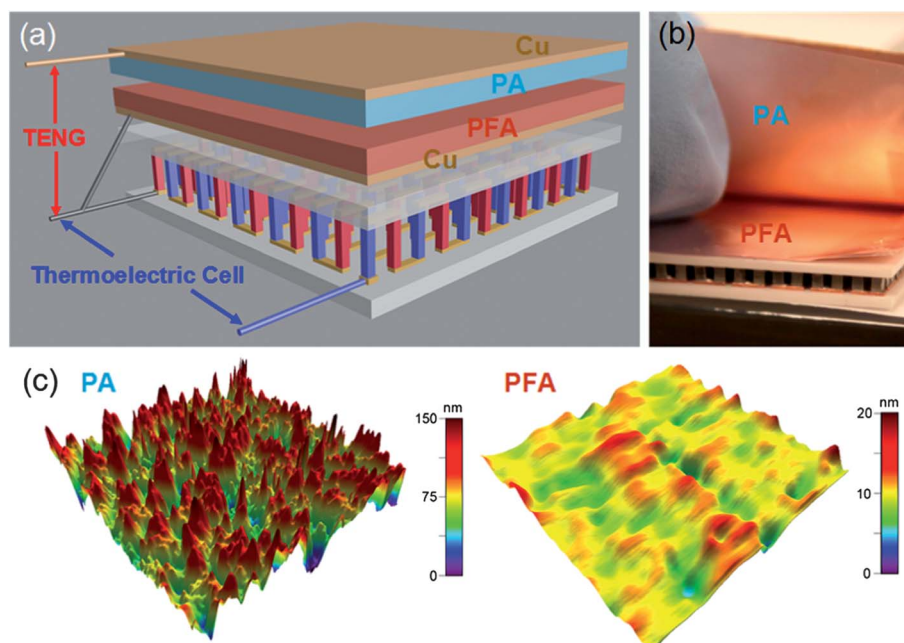 (a)
Cu
PA
PFA
TENG
Cu
Thermoelectric Cell
(b)
PA
PFA
(c)
PA
nm
150
75
0
PFA
nm
20
10
0